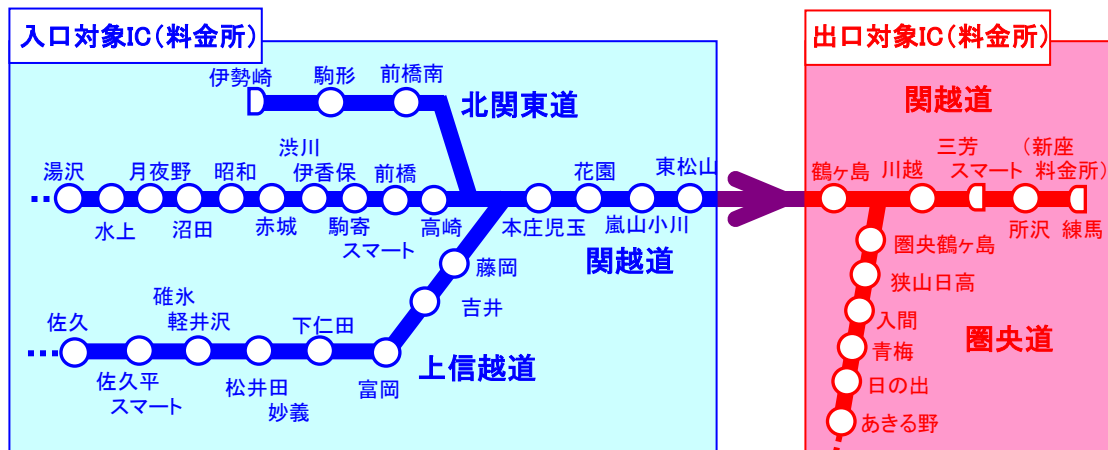 入口対象IC(料金所)
伊勢崎
駒形
前橋南
北関東道
湯沢
水上
月夜野
沼田
昭和
赤城
渋川
伊香保
駒寄
スマート
前橋
高崎
本庄児玉
花園
嵐山小川
東松山
関越道
藤岡
吉井
富岡
下仁田
松井田
妙義
碓氷
軽井沢
佐久平
スマート
佐久
上信越道
出口対象IC(料金所)
関越道
鶴ヶ島
川越
三芳
スマート
所沢
(新座
料金所)
練馬
圏央鶴ヶ島
狭山日高
入間
青梅
日の出
あきる野
圏央道